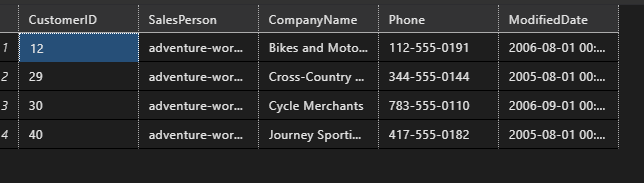 CustomerID SalesPerson CompanyName Phone ModifiedDate
1 12 adventure-wor... Bikes and Moto... 112-555-0191 2006-08-01 00:...
2 29 adventure-wor... Cross-Country ... 344-555-0144 2005-08-01 00:...
3 30 adventure-wor... Cycle Merchants 783-555-0110 2006-09-01 00:...
4 40 adventure-wor... Journey Sporti... 417-555-0182 2005-08-01 00:...